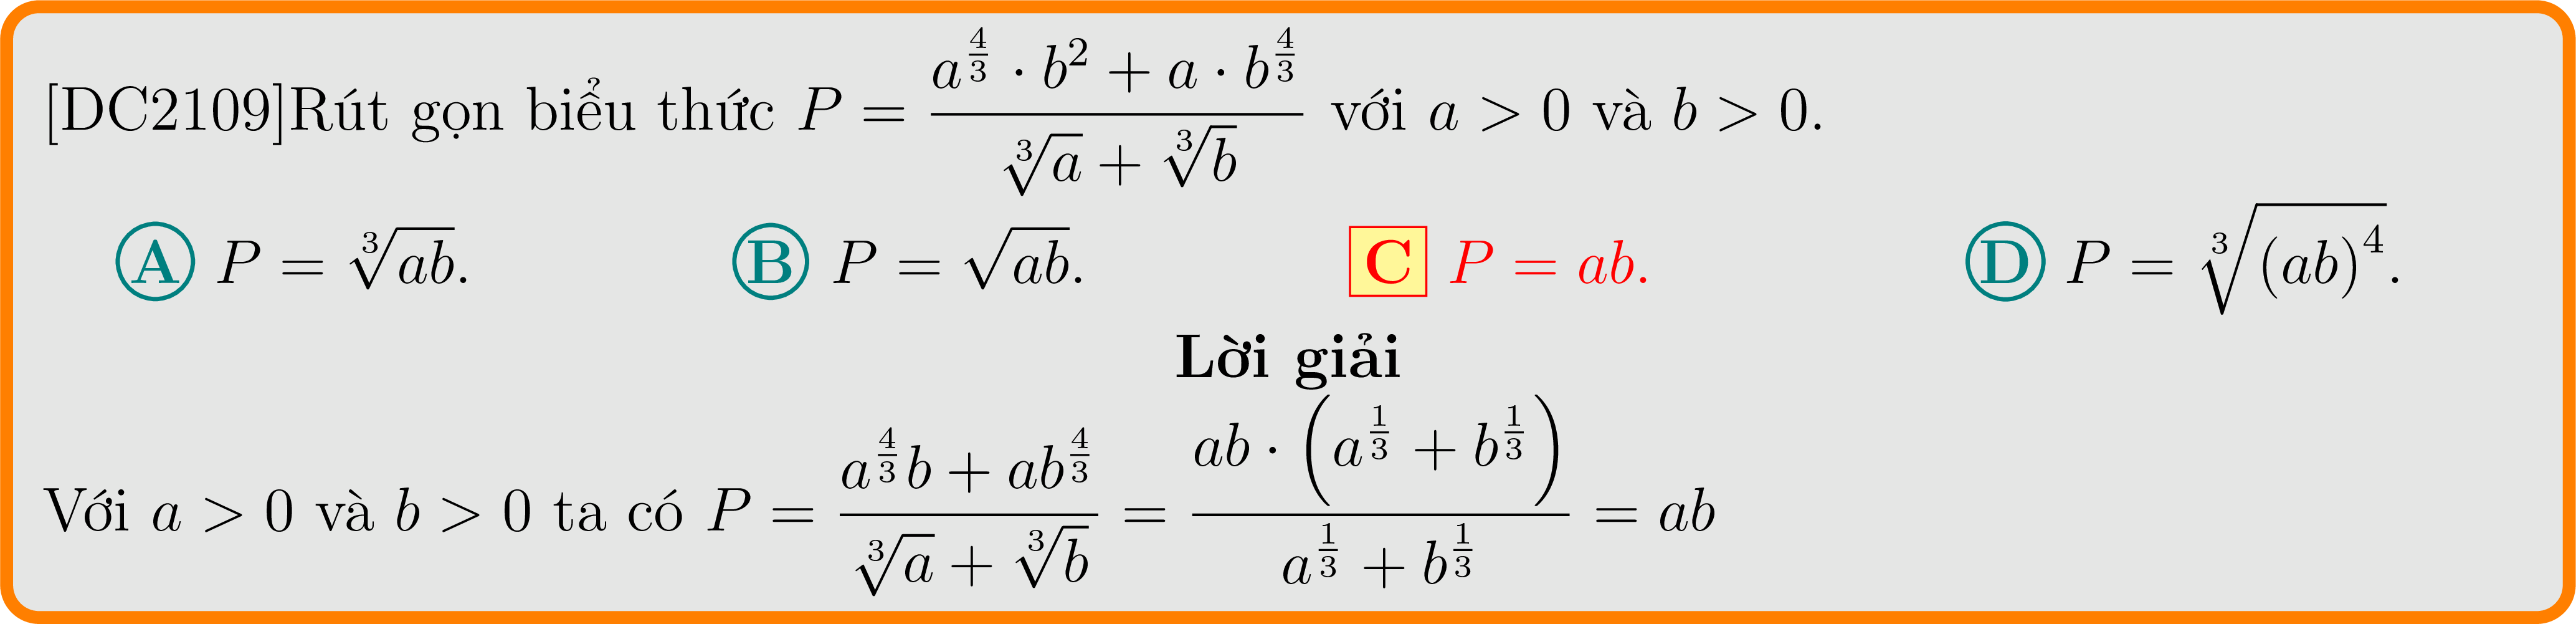 [DC2109]Rút gọn biểu thức $P = \dfrac{a^{\frac{4}{3}} \cdot b^2 + a \cdot b^{\frac{4}{3}}}{\sqrt[3]{a} + \sqrt[3]{b}}$ với $a > 0$ và $b > 0$.
A $P = \sqrt[3]{ab}$. B $P = \sqrt{ab}$. C $P = ab$. D $P = \sqrt[3]{(ab)^4}$.
Lời giải
Với $a > 0$ và $b > 0$ ta có $P = \dfrac{a^{\frac{4}{3}}b + ab^{\frac{4}{3}}}{\sqrt[3]{a} + \sqrt[3]{b}} = \dfrac{ab \cdot \left(a^{\frac{1}{3}} + b^{\frac{1}{3}}\right)}{a^{\frac{1}{3}} + b^{\frac{1}{3}}} = ab$